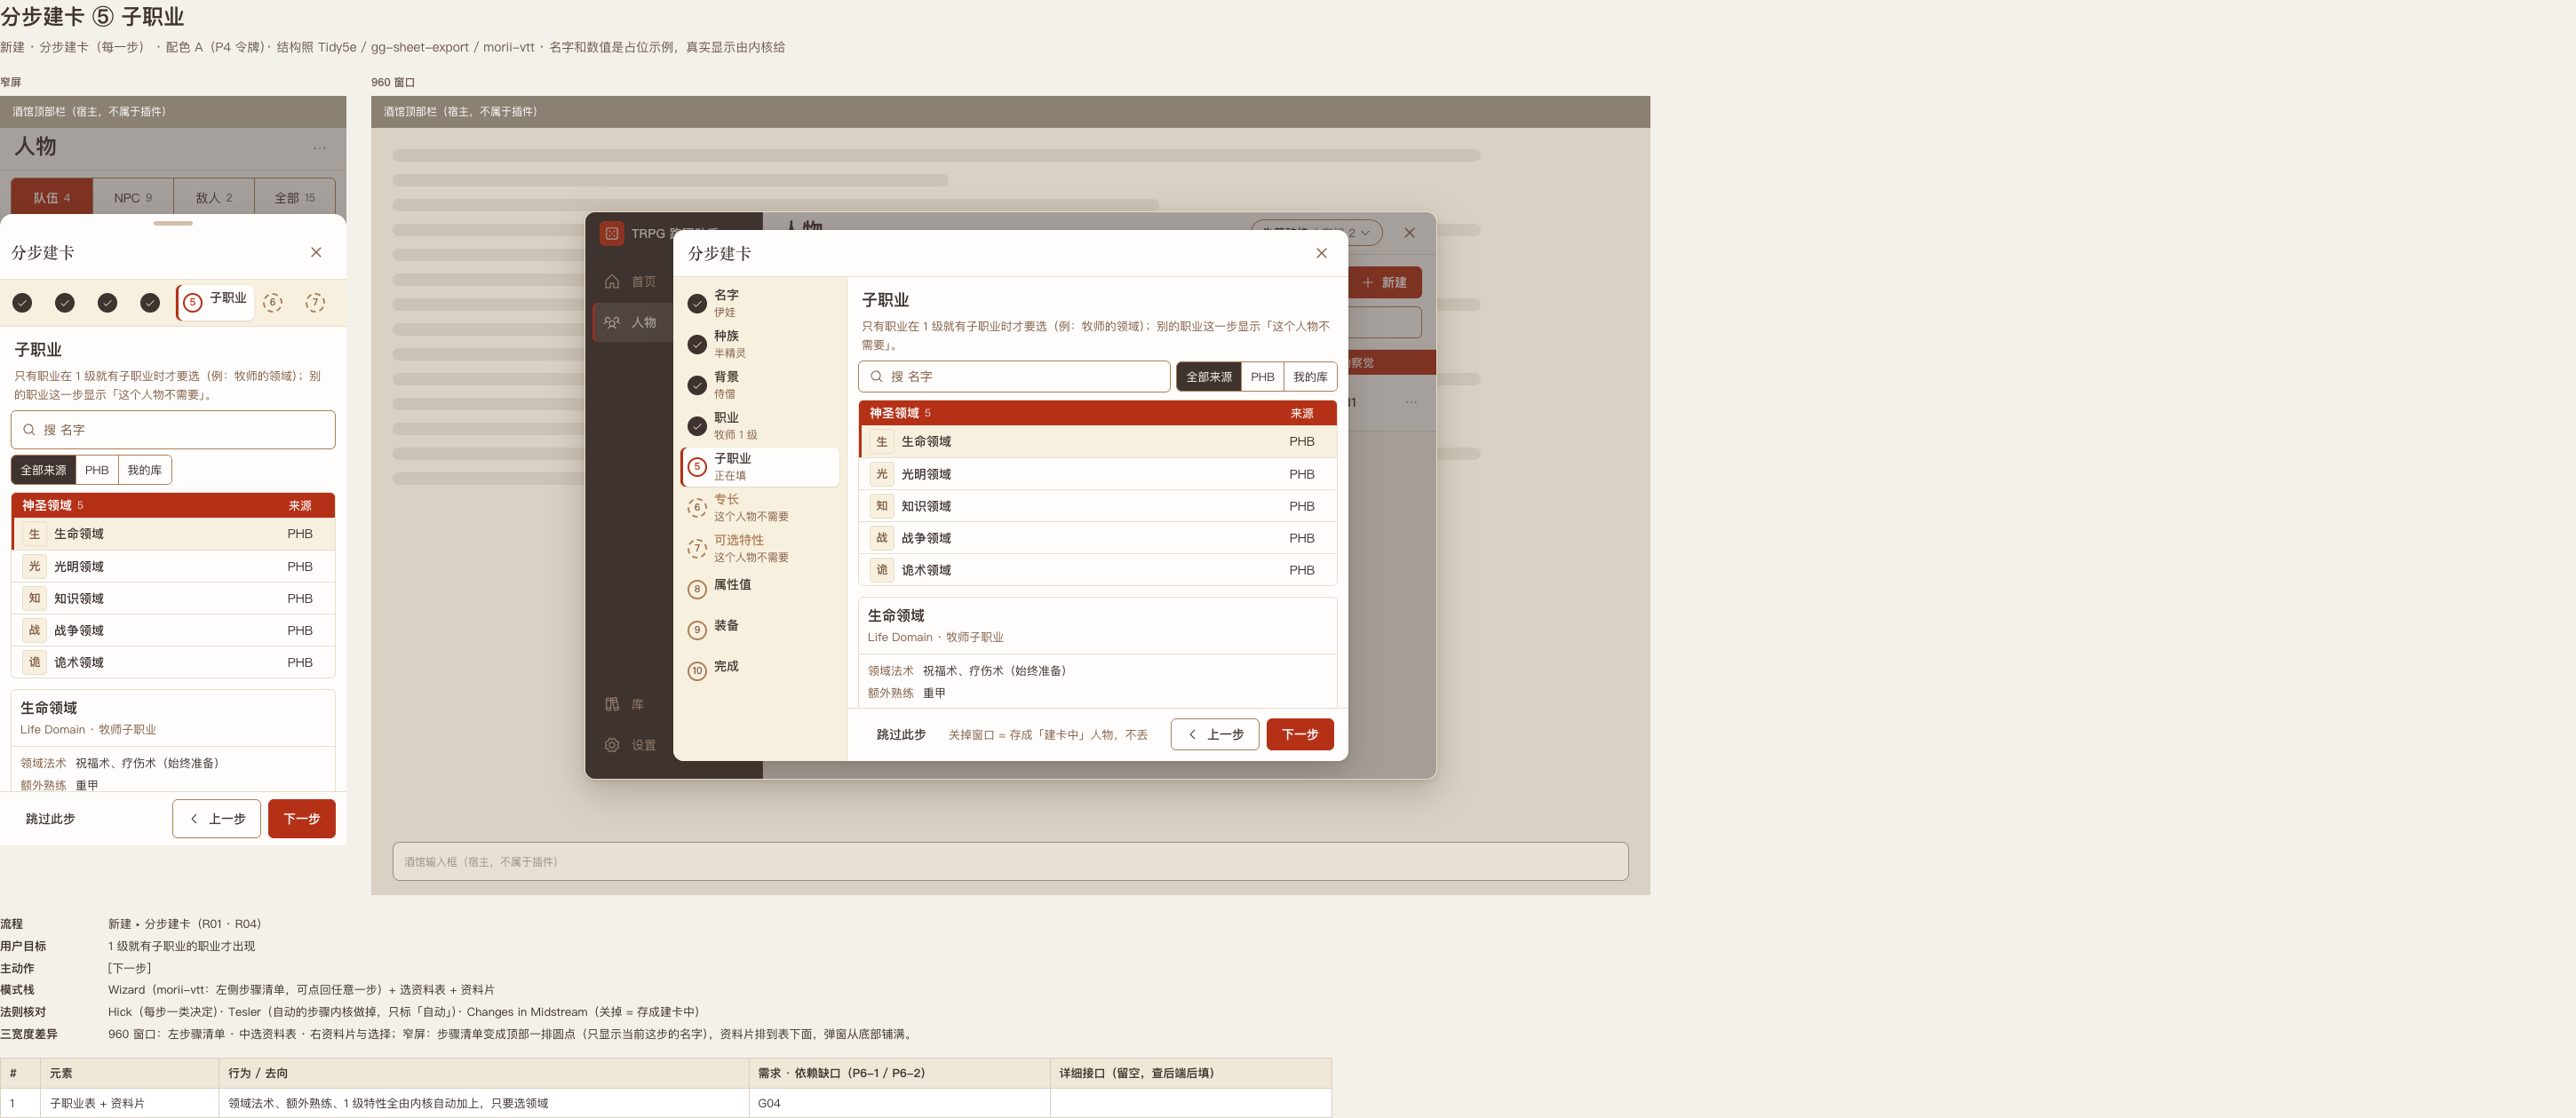 分步建卡 ⑤ 子职业
新建 · 分步建卡（每一步） · 配色 A（P4 令牌）· 结构照 Tidy5e / gg-sheet-export / morii-vtt · 名字和数值是占位示例，真实显示由内核给
窄屏
酒馆顶部栏（宿主，不属于插件）
人物
···
队伍 4
NPC 9
敌人 2
全部 15
分步建卡
5 子职业
6
7
子职业
只有职业在 1 级就有子职业时才要选（例：牧师的领域）；别
的职业这一步显示「这个人物不需要」。
搜 名字
全部来源
PHB
我的库
神圣领域 5
来源
生 生命领域 PHB
光 光明领域 PHB
知 知识领域 PHB
战 战争领域 PHB
诡 诡术领域 PHB
生命领域
Life Domain · 牧师子职业
领域法术 祝福术、疗伤术（始终准备）
额外熟练 重甲
跳过此步
上一步
下一步
960 窗口
酒馆顶部栏（宿主，不属于插件）
TRPG
人物
2
首页
人物
库
设置
新建
察觉
···
分步建卡
名字
伊娃
种族
半精灵
背景
侍僧
职业
牧师 1 级
5 子职业
正在填
6 专长
这个人物不需要
7 可选特性
这个人物不需要
8 属性值
9 装备
10 完成
子职业
只有职业在 1 级就有子职业时才要选（例：牧师的领域）；别的职业这一步显示「这个人物不
需要」。
搜 名字
全部来源
PHB
我的库
神圣领域 5
来源
生 生命领域 PHB
光 光明领域 PHB
知 知识领域 PHB
战 战争领域 PHB
诡 诡术领域 PHB
生命领域
Life Domain · 牧师子职业
领域法术 祝福术、疗伤术（始终准备）
额外熟练 重甲
跳过此步
关掉窗口 = 存成「建卡中」人物，不丢
上一步
下一步
酒馆输入框（宿主，不属于插件）
流程 新建 ▸ 分步建卡（R01 · R04）
用户目标 1 级就有子职业的职业才出现
主动作 [下一步]
模式栈 Wizard（morii-vtt：左侧步骤清单，可点回任意一步）+ 选资料表 + 资料片
法则核对 Hick（每步一类决定）· Tesler（自动的步骤内核做掉，只标「自动」）· Changes in Midstream（关掉 = 存成建卡中）
三宽度差异 960 窗口：左步骤清单 · 中选资料表 · 右资料片与选择；窄屏：步骤清单变成顶部一排圆点（只显示当前这步的名字），资料片排到表下面，弹窗从底部铺满。
# 元素 行为 / 去向 需求 · 依赖缺口（P6-1 / P6-2） 详细接口（留空，查后端后填）
1 子职业表 + 资料片 领域法术、额外熟练、1 级特性全由内核自动加上，只要选领域 G04